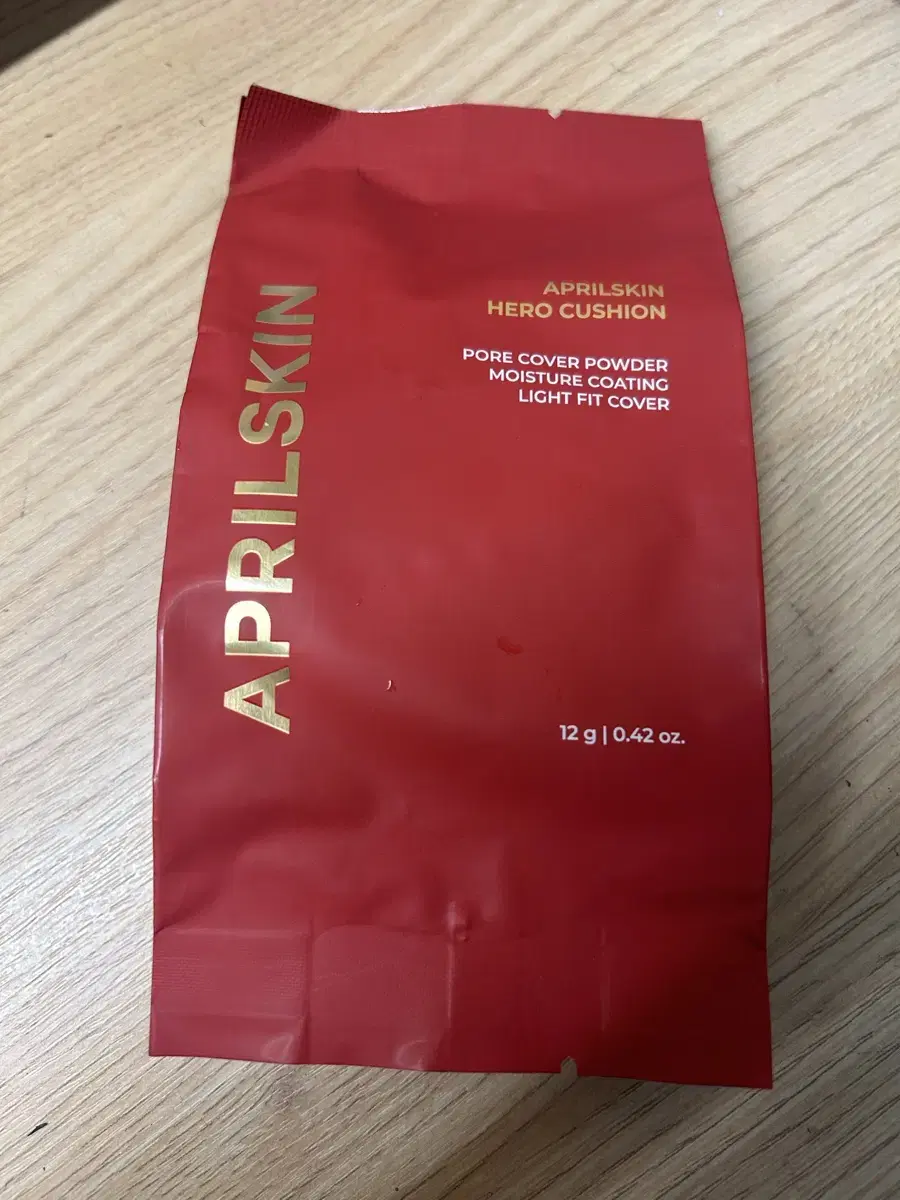 APRILSKIN
APRILSKIN
HERO CUSHION
PORE COVER POWDER
MOISTURE COATING
LIGHT FIT COVER
12 g | 0.42 oz.